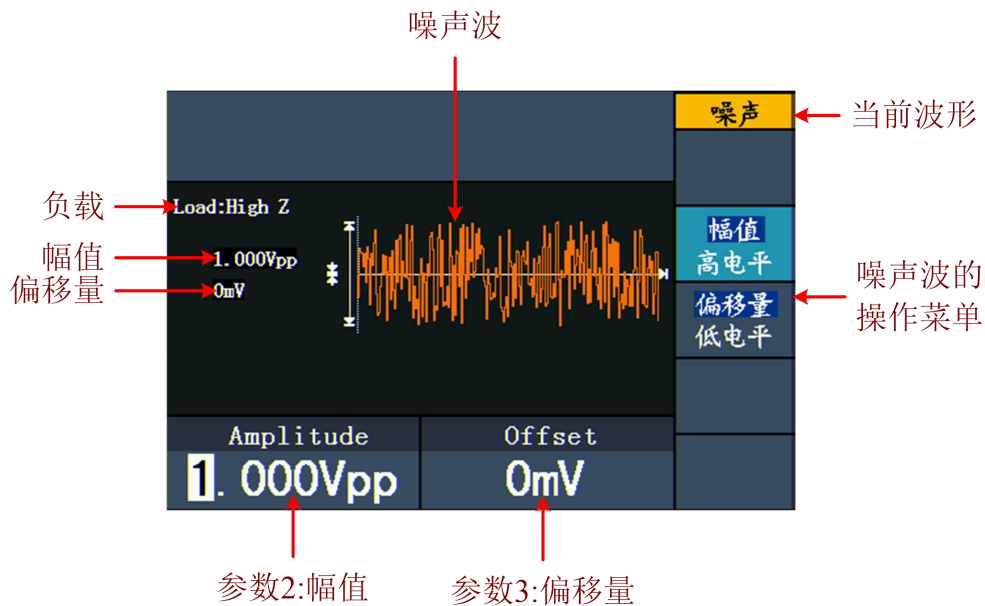 噪声波
噪声
当前波形
负载
Load:High Z
幅值
1.000Vpp
偏移量
0mV
幅值
高电平
偏移量
低电平
噪声波的
操作菜单
Amplitude
Offset
1.000Vpp
0mV
参数2:幅值
参数3:偏移量